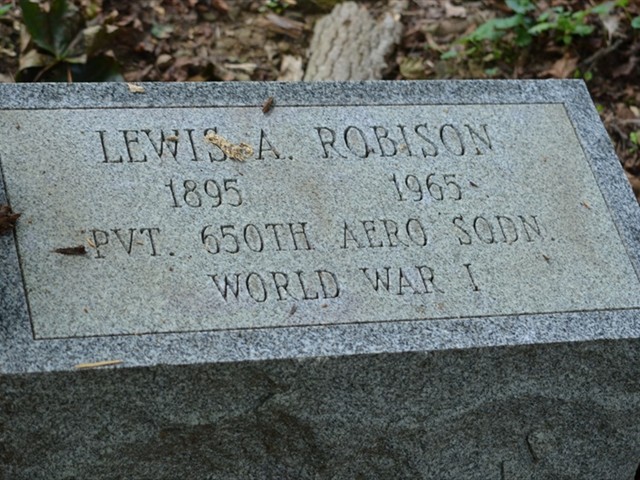 LEWIS A. ROBISON
1895 1965
PVT. 650TH AERO SQDN.
WORLD WAR I